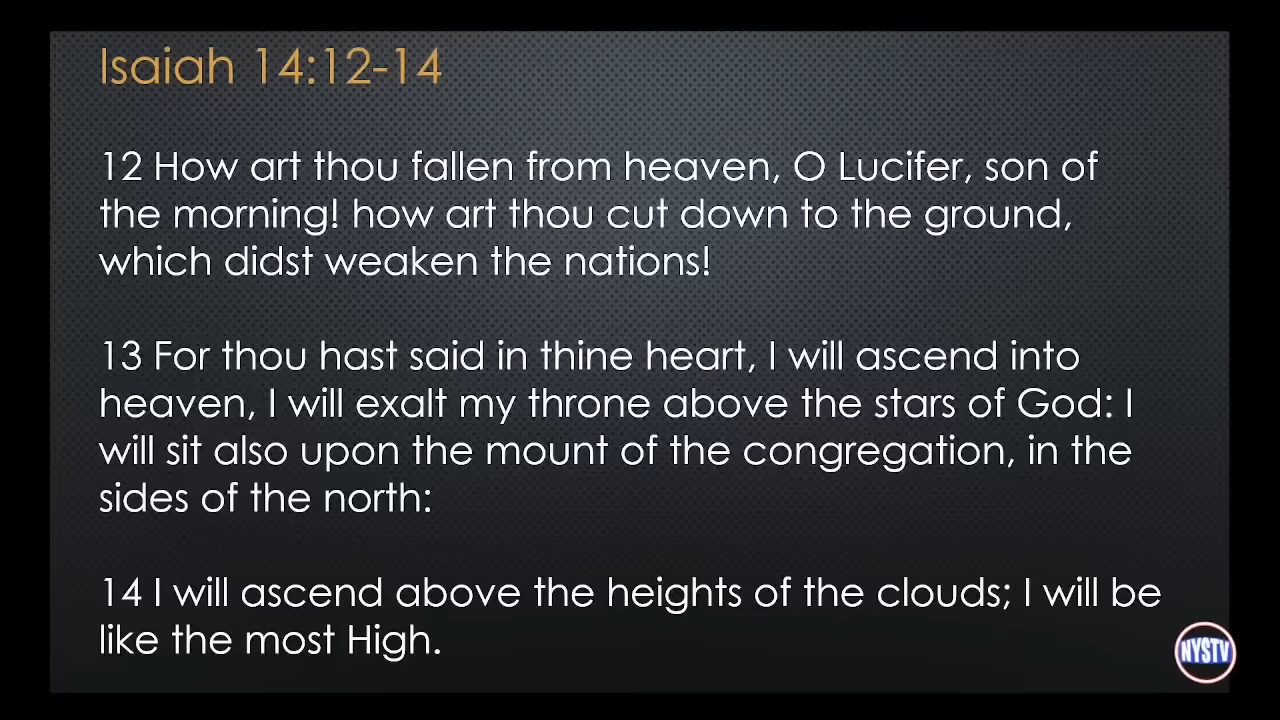 Isaiah 14:12-14
12 How art thou fallen from heaven, O Lucifer, son of
the morning! how art thou cut down to the ground,
which didst weaken the nations!
13 For thou hast said in thine heart, I will ascend into
heaven, I will exalt my throne above the stars of God: I
will sit also upon the mount of the congregation, in the
sides of the north:
14 I will ascend above the heights of the clouds; I will be
like the most High.
NYSTV